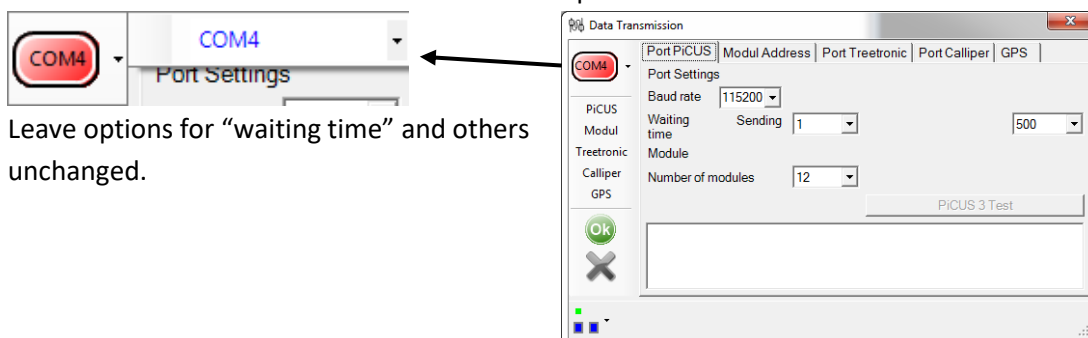 COM4
COM4
Port Settings
Leave options for “waiting time” and others
unchanged.
Data Transmission
COM4
Port PiCUS Modul Address Port Treetronic Port Calliper GPS
Port Settings
Baud rate 115200
Waiting time Sending 1 500
Module
Number of modules 12
PiCUS 3 Test
PiCUS
Modul
Treetronic
Calliper
GPS
Ok